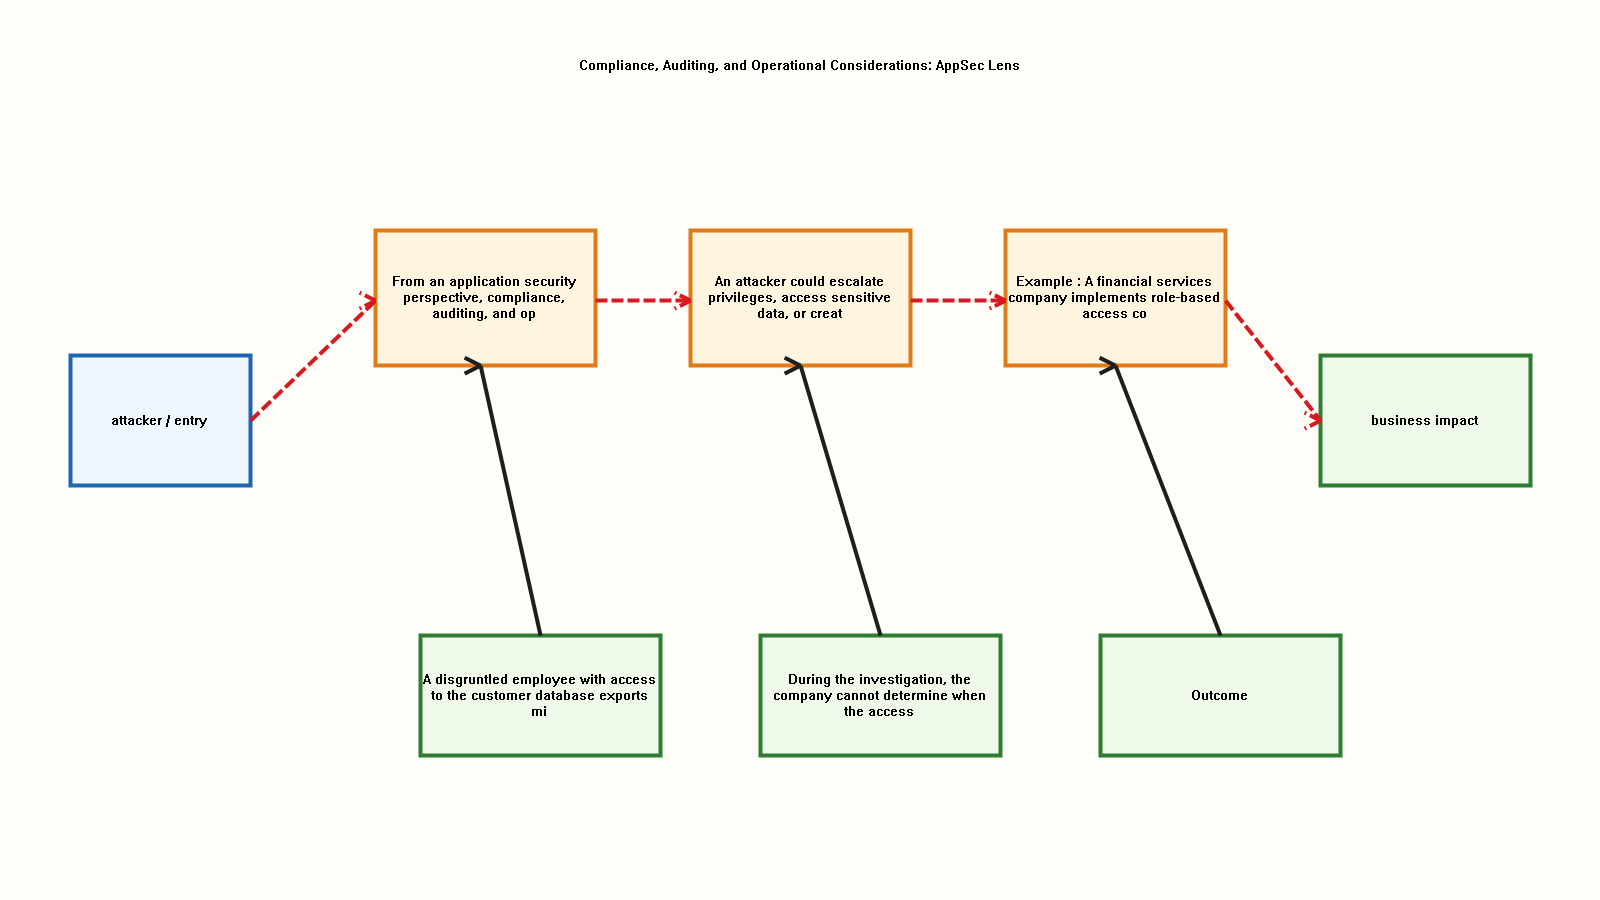 Compliance, Auditing, and Operational Considerations: AppSec Lens
From an application security
perspective, compliance,
auditing, and op
An attacker could escalate
privileges, access sensitive
data, or creat
Example : A financial services
company implements role-based
access co
attacker / entry
business impact
A disgruntled employee with access
to the customer database exports
mi
During the investigation, the
company cannot determine when
the access
Outcome